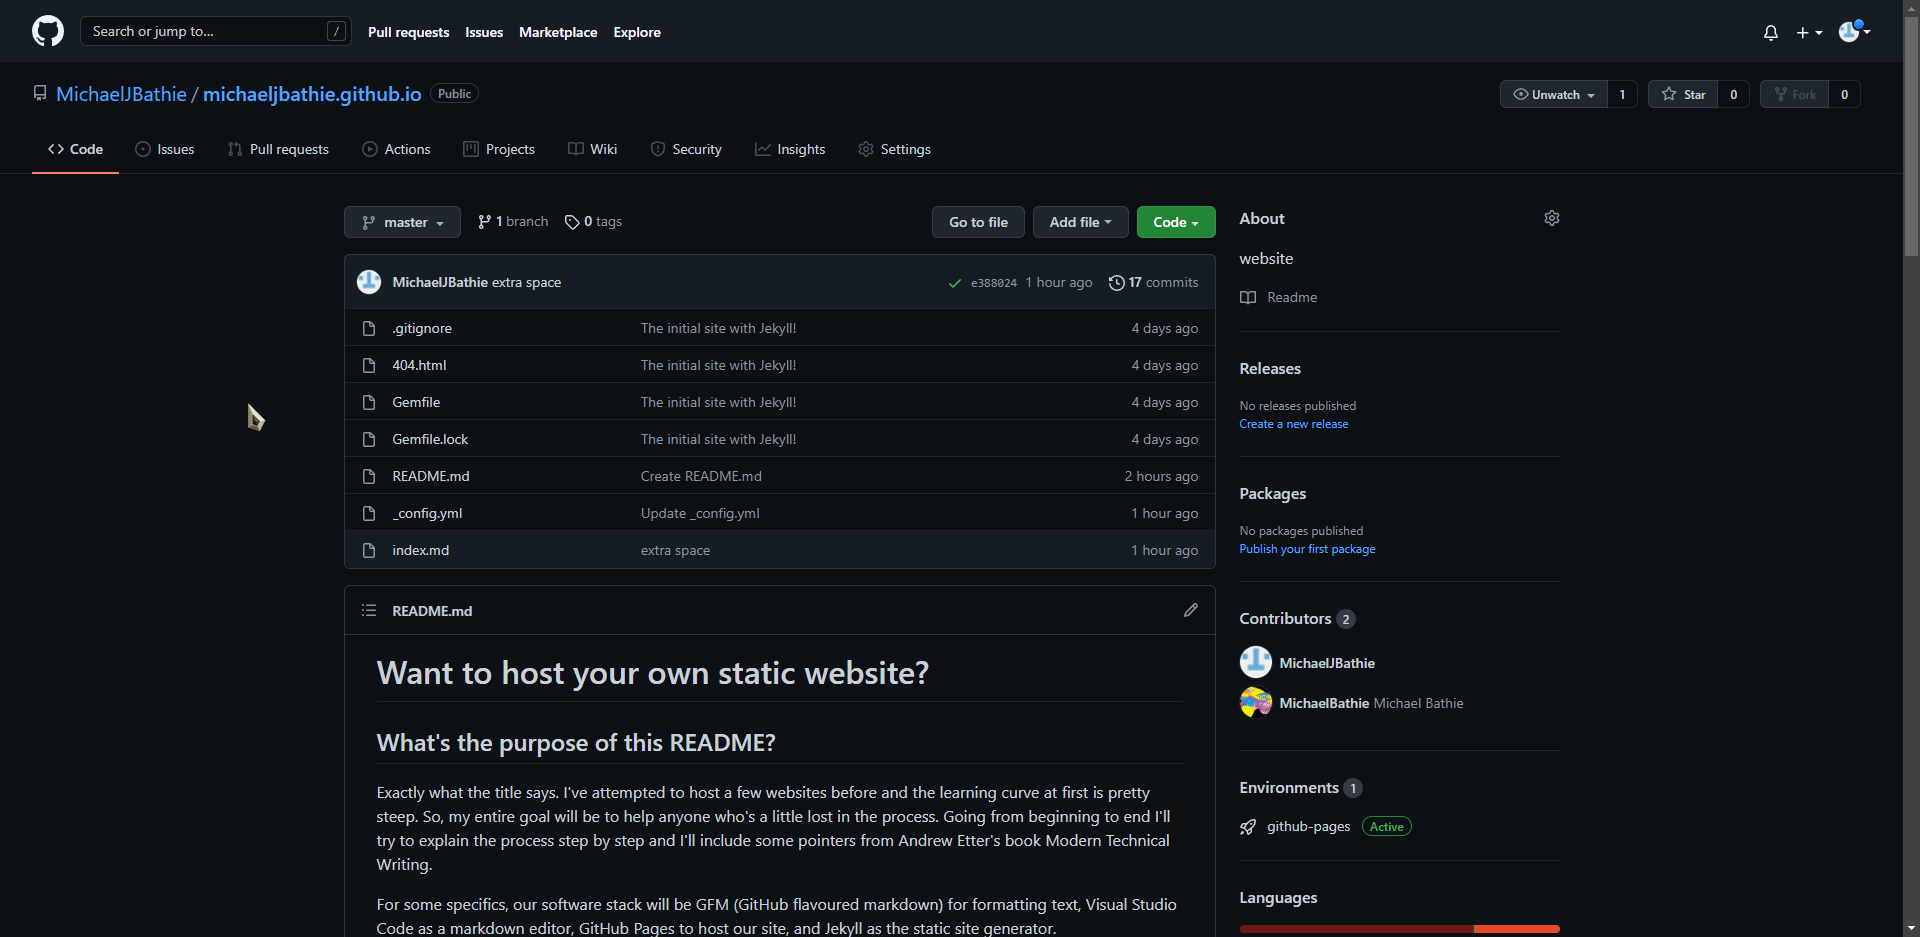 Search or jump to... /
Pull requests Issues Marketplace Explore
MichaelJBathie / michaeljbathie.github.io Public
Unwatch 1 Star 0 Fork 0
Code Issues Pull requests Actions Projects Wiki Security Insights Settings
master 1 branch 0 tags Go to file Add file Code
MichaelJBathie extra space e388024 1 hour ago 17 commits
.gitignore The initial site with Jekyll! 4 days ago
404.html The initial site with Jekyll! 4 days ago
Gemfile The initial site with Jekyll! 4 days ago
Gemfile.lock The initial site with Jekyll! 4 days ago
README.md Create README.md 2 hours ago
_config.yml Update _config.yml 1 hour ago
index.md extra space 1 hour ago
README.md
Want to host your own static website?
What's the purpose of this README?
Exactly what the title says. I've attempted to host a few websites before and the learning curve at first is pretty
steep. So, my entire goal will be to help anyone who's a little lost in the process. Going from beginning to end I'll
try to explain the process step by step and I'll include some pointers from Andrew Etter's book Modern Technical
Writing.
For some specifics, our software stack will be GFM (GitHub flavoured markdown) for formatting text, Visual Studio
Code as a markdown editor, GitHub Pages to host our site, and Jekyll as the static site generator.
About
website
Readme
Releases
No releases published
Create a new release
Packages
No packages published
Publish your first package
Contributors 2
MichaelJBathie
MichaelBathie Michael Bathie
Environments 1
github-pages Active
Languages